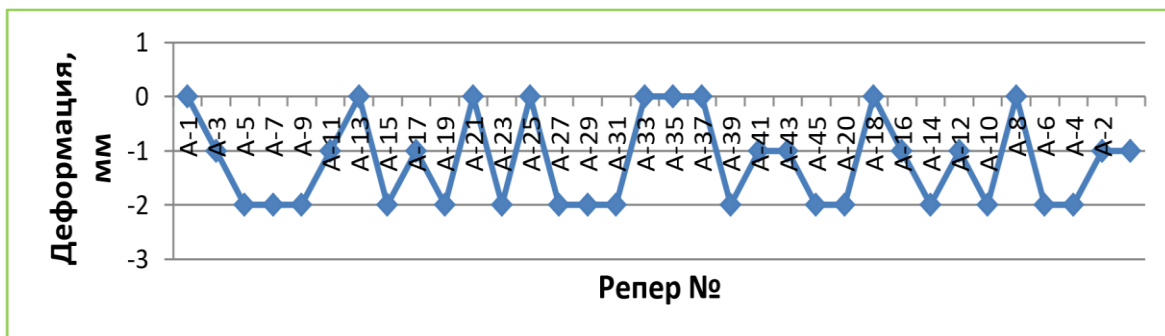 Деформация,
мм
1
0
-1
-2
-3
А-1
А-3
А-5
А-7
А-9
А-11
А-13
А-15
А-17
А-19
А-21
А-23
А-25
А-27
А-29
А-31
А-33
А-35
А-37
А-39
А-41
А-43
А-45
А-20
А-18
А-16
А-14
А-12
А-10
А-8
А-6
А-4
А-2
Репер №